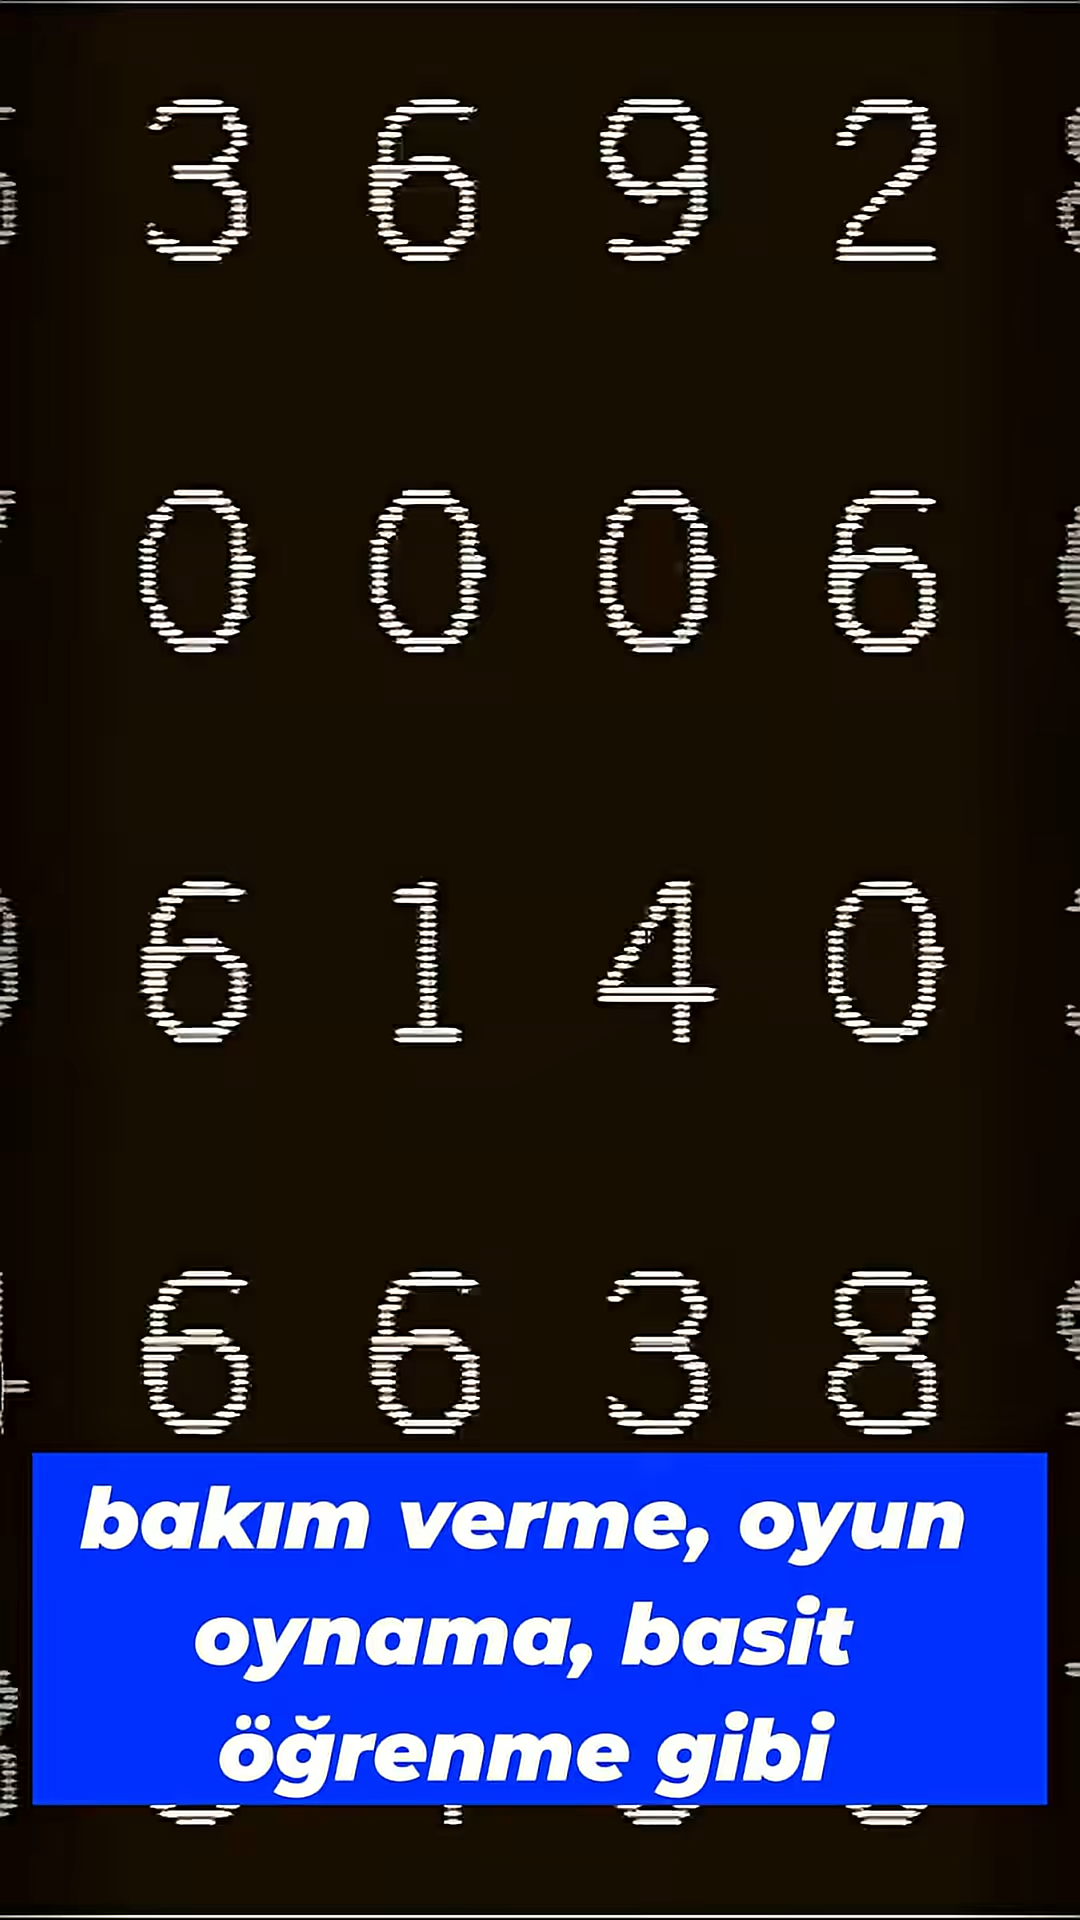 3 6 9 2
0 0 0 6
6 1 4 0
6 6 3 8
bakım verme, oyun
oynama, basit
öğrenme gibi